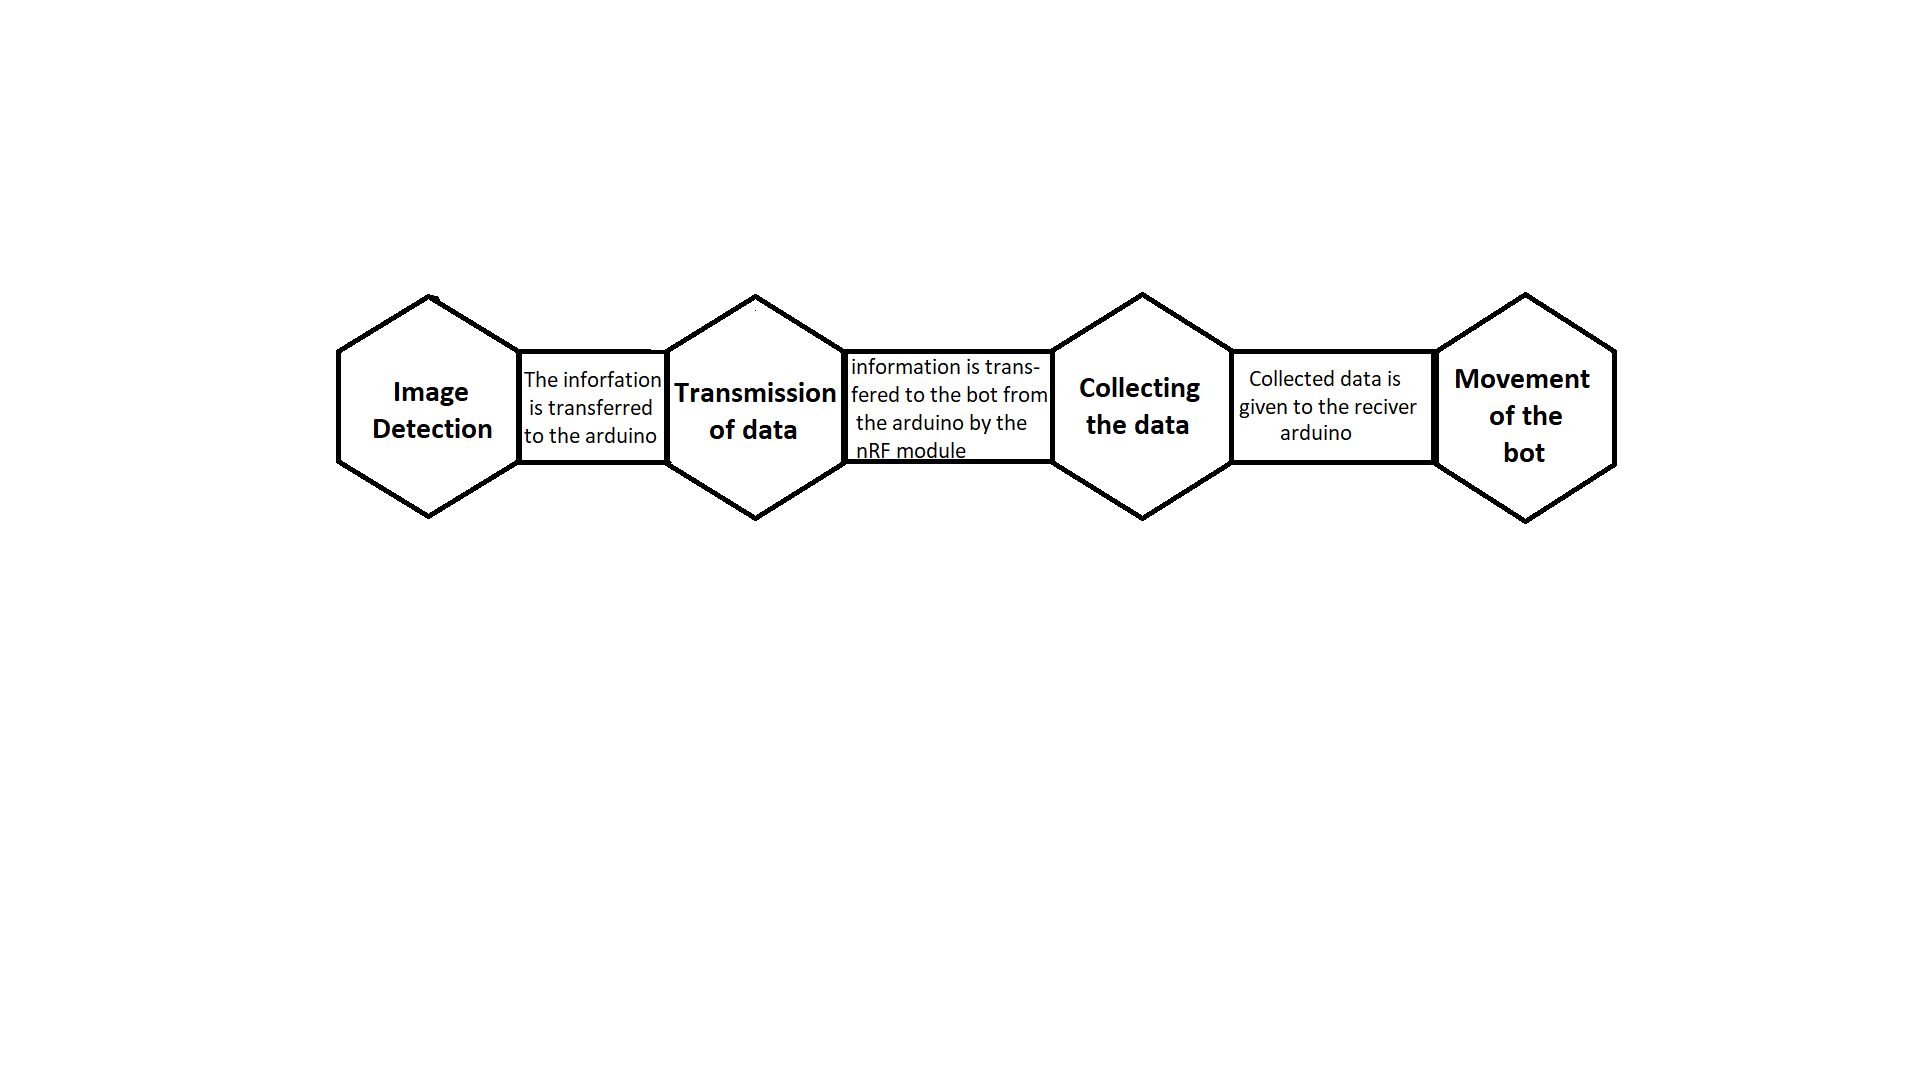 Image
Detection
The inforfation
is transferred
to the arduino
Transmission
of data
information is trans-
fered to the bot from
the arduino by the
nRF module
Collecting
the data
Collected data is
given to the reciver
arduino
Movement
of the
bot